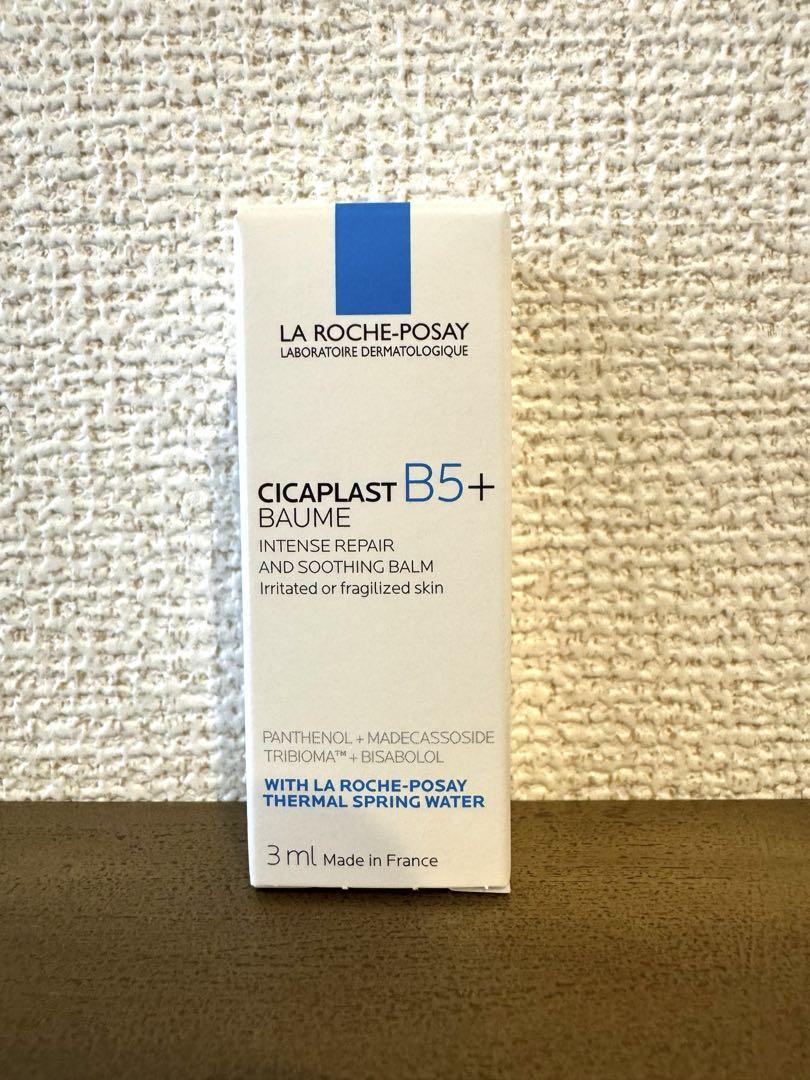 LA ROCHE-POSAY
LABORATOIRE DERMATOLOGIQUE
CICAPLAST B5+
BAUME
INTENSE REPAIR
AND SOOTHING BALM
Irritated or fragilized skin
PANTHENOL + MADECASSOSIDE
TRIBIOMA™ + BISABOLOL
WITH LA ROCHE-POSAY
THERMAL SPRING WATER
3 ml Made in France